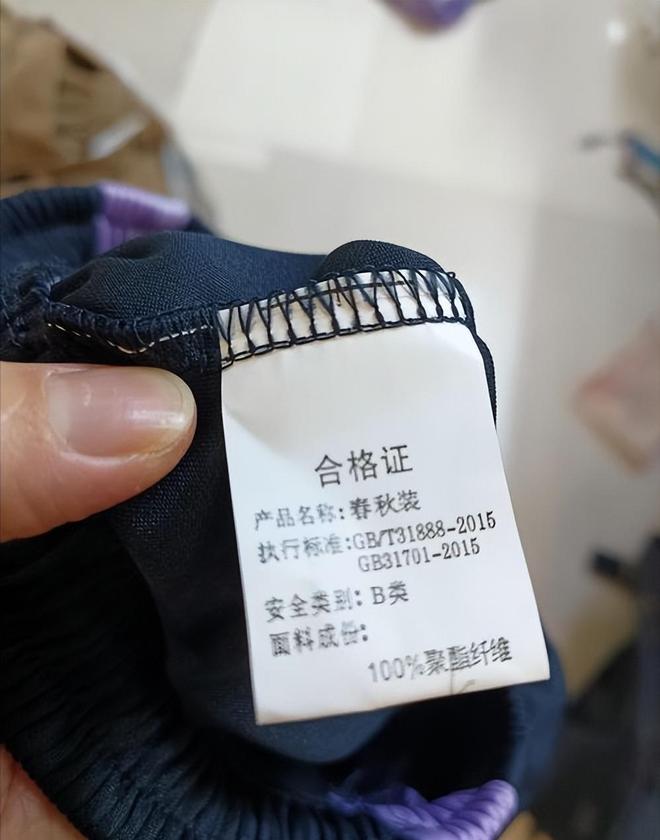 合格证
产品名称:春秋装
执行标准:GB/T31888-2015
GB31701-2015
安全类别:B类
面料成份:
100%聚酯纤维